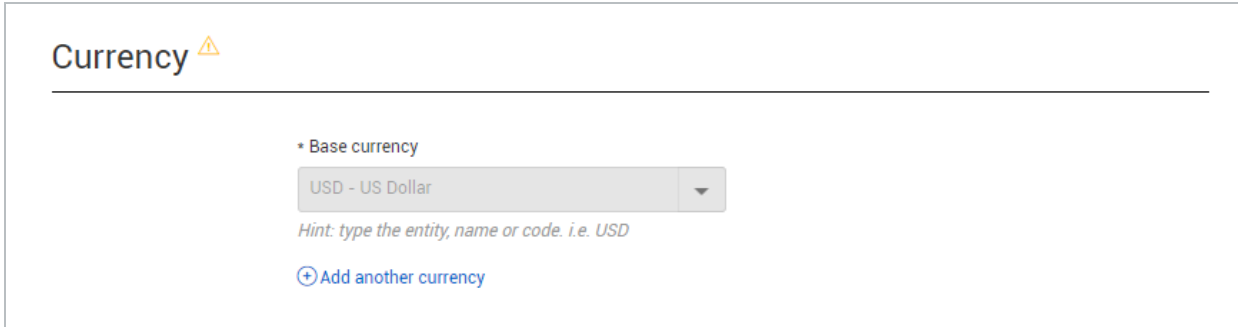 Currency
* Base currency
USD - US Dollar
Hint: type the entity, name or code. i.e. USD
Add another currency